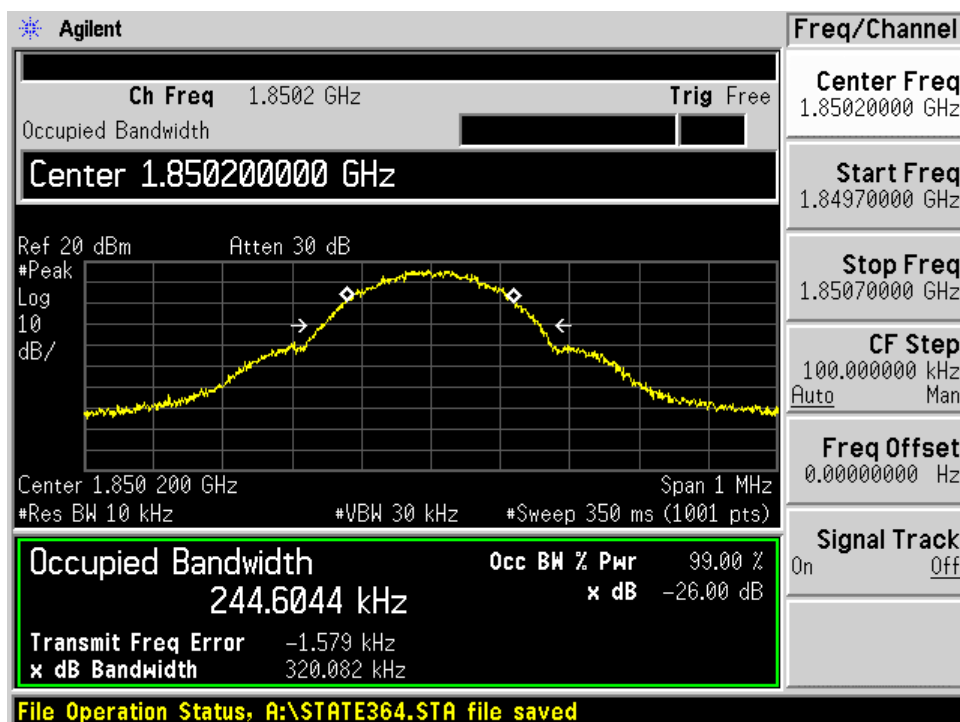 Agilent
Freq/Channel
Ch Freq 1.8502 GHz Trig Free
Occupied Bandwidth
Center 1.850200000 GHz
Ref 20 dBm Atten 30 dB
#Peak
Log
10
dB/
Center 1.850 200 GHz Span 1 MHz
#Res BW 10 kHz #VBW 30 kHz #Sweep 350 ms (1001 pts)
Occupied Bandwidth Occ BW % Pwr 99.00 %
244.6044 kHz x dB -26.00 dB
Transmit Freq Error -1.579 kHz
x dB Bandwidth 320.082 kHz
File Operation Status, A:\STATE364.STA file saved
Center Freq
1.85020000 GHz
Start Freq
1.84970000 GHz
Stop Freq
1.85070000 GHz
CF Step
100.000000 kHz
Auto Man
Freq Offset
0.00000000 Hz
Signal Track
On Off